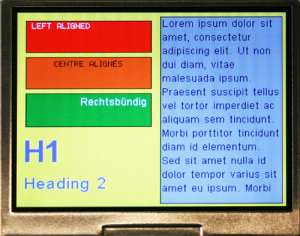 LEFT ALIGNED
CENTRE ALIGNÉS
Rechtsbündig
H1
Heading 2
Lorem ipsum dolor sit
amet, consectetur
adipiscing elit. Ut non
dui diam, vitae
malesuada ipsum.
Praesent suscipit tellus
vel tortor imperdiet ac
aliquam sem tincidunt.
Morbi porttitor tincidunt
diam id elementum.
Sed sit amet nulla id
dolor tempor varius sit
amet eu ipsum. Morbi